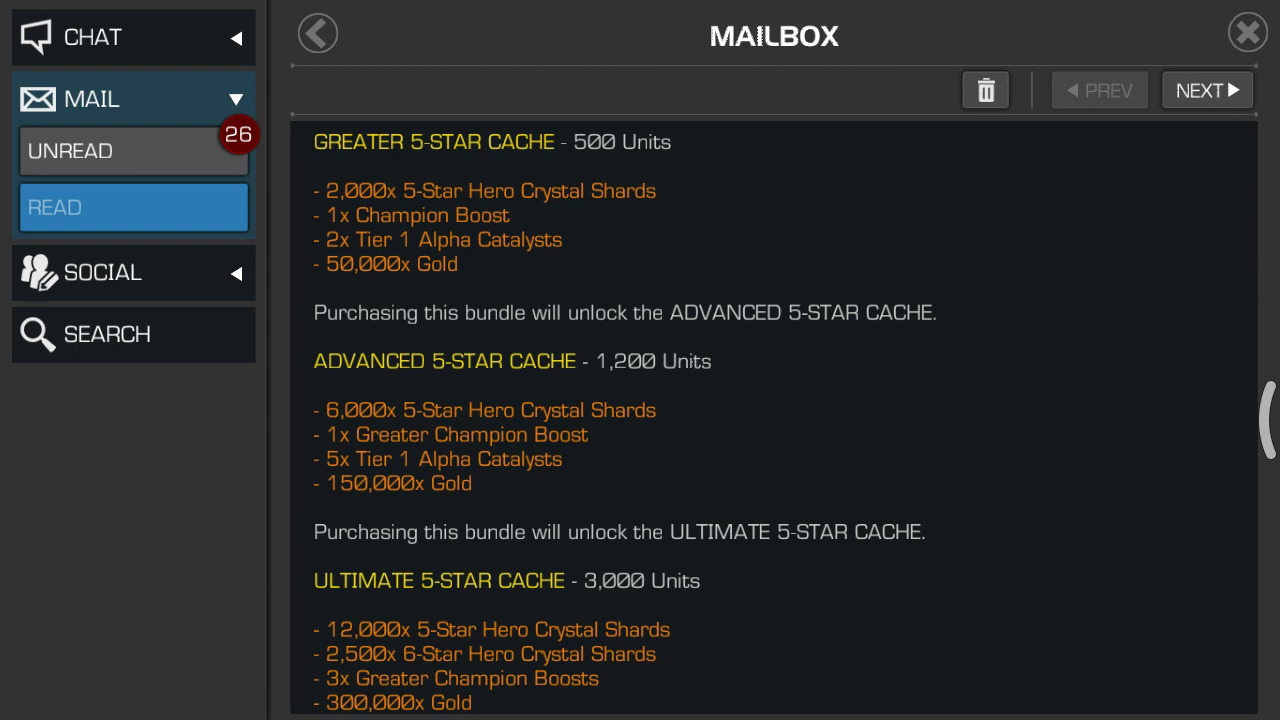 CHAT
MAIL
26
UNREAD
READ
SOCIAL
SEARCH
MAILBOX
PREV
NEXT
GREATER 5-STAR CACHE - 500 Units
- 2,000x 5-Star Hero Crystal Shards
- 1x Champion Boost
- 2x Tier 1 Alpha Catalysts
- 50,000x Gold
Purchasing this bundle will unlock the ADVANCED 5-STAR CACHE.
ADVANCED 5-STAR CACHE - 1,200 Units
- 6,000x 5-Star Hero Crystal Shards
- 1x Greater Champion Boost
- 5x Tier 1 Alpha Catalysts
- 150,000x Gold
Purchasing this bundle will unlock the ULTIMATE 5-STAR CACHE.
ULTIMATE 5-STAR CACHE - 3,000 Units
- 12,000x 5-Star Hero Crystal Shards
- 2,500x 6-Star Hero Crystal Shards
- 3x Greater Champion Boosts
- 300,000x Gold